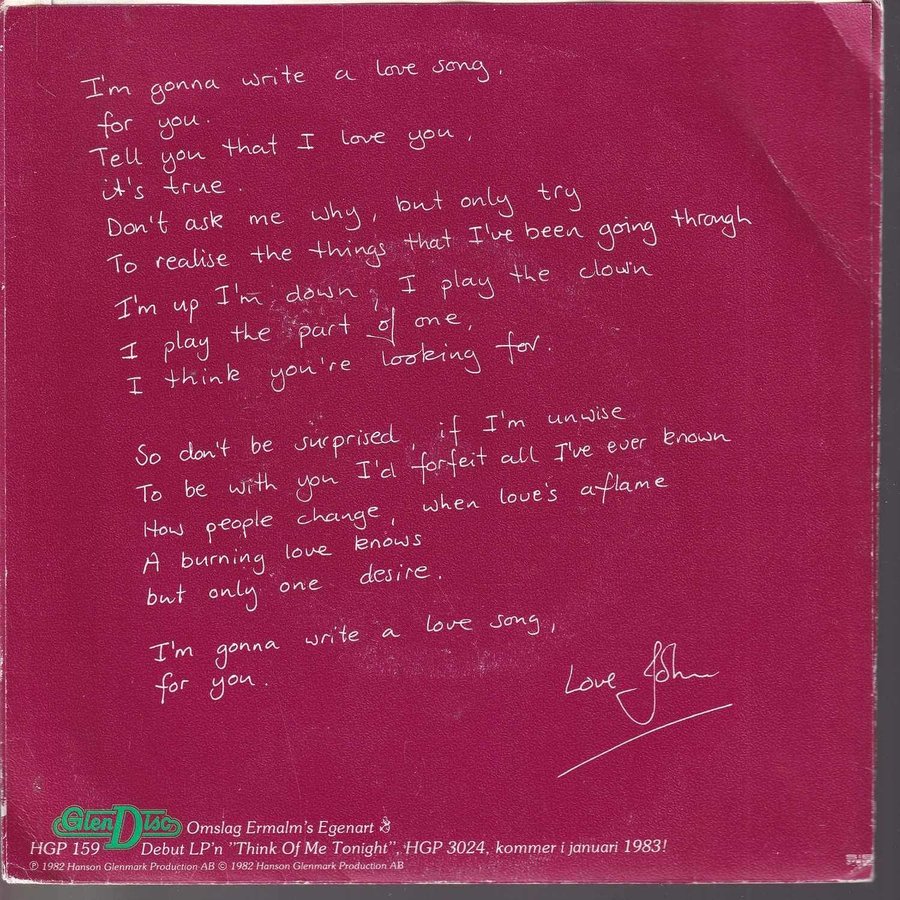 I'm gonna write a love song,
for you.
Tell you that I love you,
it's true.
Don't ask me why, but only try
To realise the things that I've been going through
I'm up I'm down, I play the clown
I play the part of one,
I think you're looking for.
So don't be surprised, if I'm unwise
To be with you I'd forfeit all I've ever known
How people change, when love's aflame
A burning love knows
but only one desire.
I'm gonna write a love song,
for you.
Love John
GlenDisc Omslag Ermalm's Egenart
HGP 159 Debut LP'n "Think Of Me Tonight", HGP 3024, kommer i januari 1983!
℗ 1982 Hanson Glenmark Production AB © 1982 Hanson Glenmark Production AB